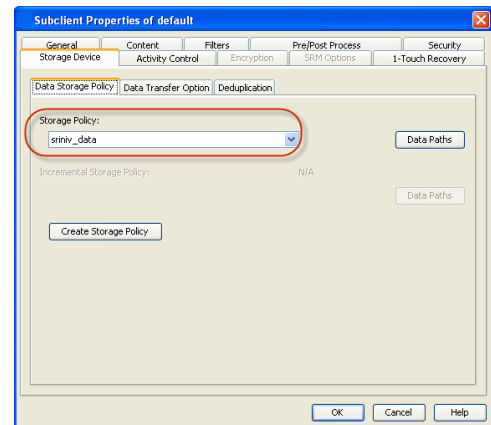 Subclient Properties of default
General Content Filters Pre/Post Process Security
Storage Device Activity Control Encryption SRM Options 1-Touch Recovery
Data Storage Policy Data Transfer Option Deduplication
Storage Policy:
sriniv_data Data Paths
Incremental Storage Policy: N/A
Data Paths
Create Storage Policy
OK Cancel Help